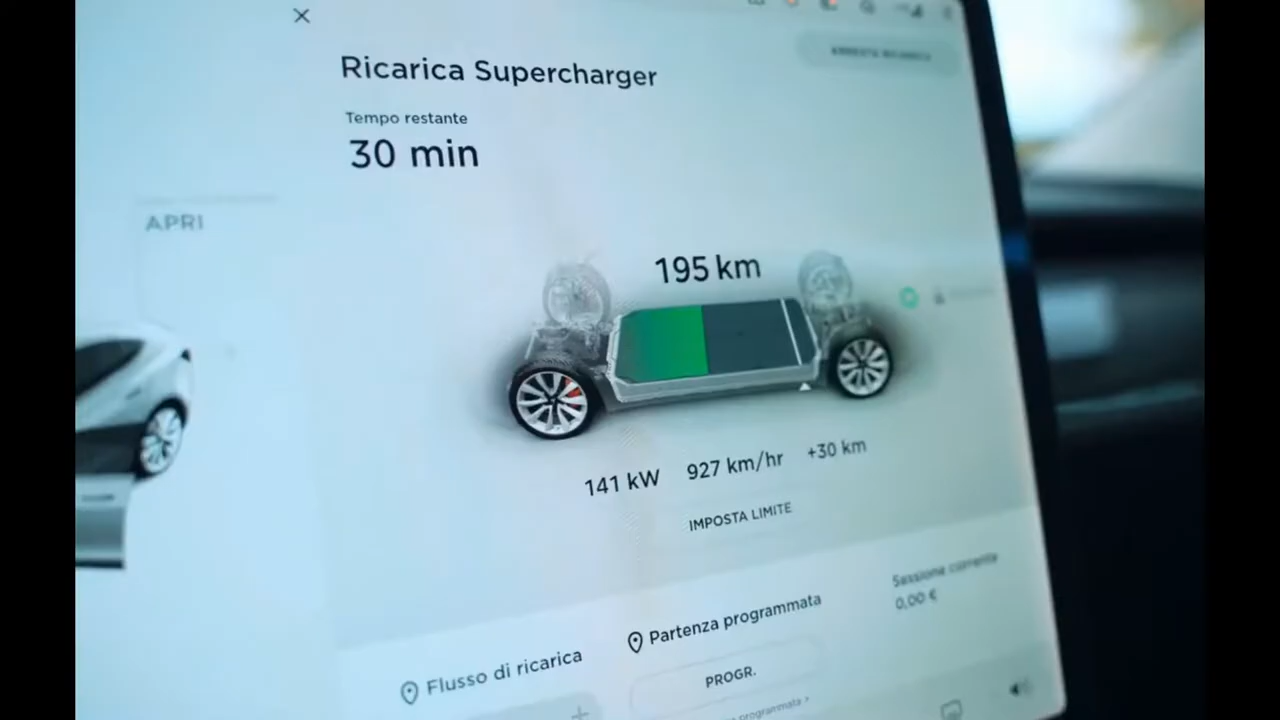 Ricarica Supercharger
Tempo restante
30 min
APRI
195 km
141 kW 927 km/hr +30 km
IMPOSTA LIMITE
Sessione corrente
0,00 €
Partenza programmata
Flusso di ricarica
PROGR.
programmata >